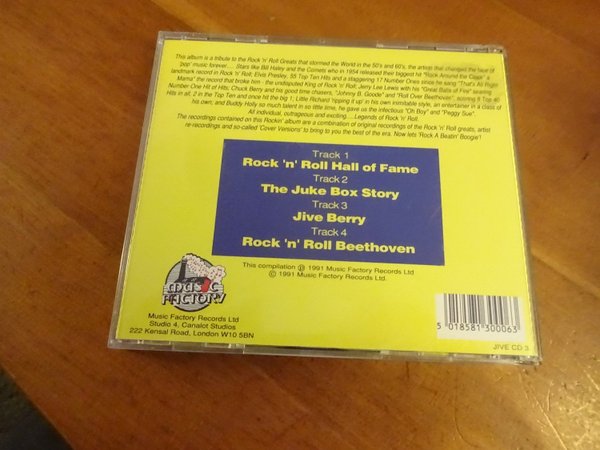 This album is a tribute to the Rock 'n' Roll Greats that stormed the World in the 50's and 60's, the artists that changed the face of
'pop' music forever.... Stars like Bill Haley and the Comets who in 1954 released their biggest hit "Rock Around the Clock" a
landmark record in Rock 'n' Roll; Elvis Presley, 55 Top Ten Hits and a staggering 17 Number Ones since he sang "That's All Right
Mama" the record that broke him - the undisputed King of Rock 'n' Roll; Jerry Lee Lewis with his "Great Balls of Fire" searing
Number One Hit of Hits; Chuck Berry and his good time chasers, "Johnny B. Goode" and "Roll Over Beethoven", scoring 8 Top 40
Hits in all, 2 in the Top Ten and once hit the big 1; Little Richard 'ripping it up' in his own inimitable style, an entertainer in a class of
his own; and Buddy Holly so much talent in so little time, he gave us the infectious "Oh Boy" and "Peggy Sue".
All individual, outrageous and exciting....Legends of Rock 'n' Roll.
The recordings contained on this Rockin' album are a combination of original recordings of the Rock 'n' Roll greats, artist
re-recordings and so-called 'Cover Versions' to bring to you the best of the era. Now lets 'Rock A Beatin' Boogie'!
Track 1
Rock 'n' Roll Hall of Fame
Track 2
The Juke Box Story
Track 3
Jive Berry
Track 4
Rock 'n' Roll Beethoven
This compilation ℗ 1991 Music Factory Records Ltd
© 1991 Music Factory Records Ltd.
MUSIC
FACTORY
Music Factory Records Ltd
Studio 4, Canalot Studios
222 Kensal Road, London W10 5BN
5 018581 300063
JIVE CD 3